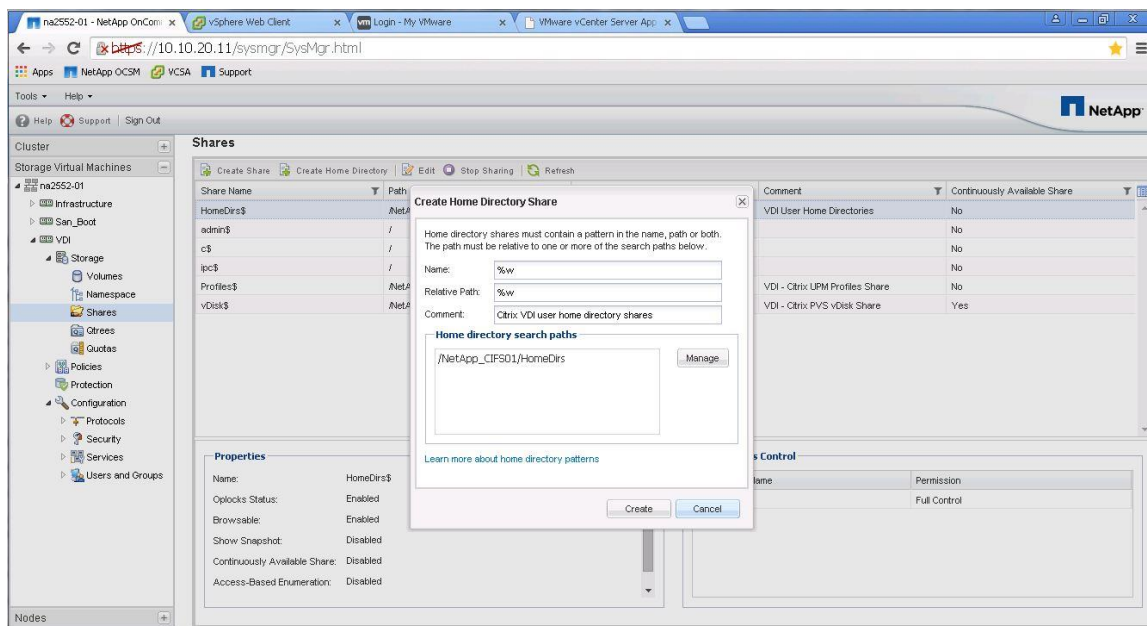 na2552-01 - NetApp OnCom
vSphere Web Client
vm Login - My VMware
VMware vCenter Server App
https://10.10.20.11/sysmgr/SysMgr.html
Apps NetApp OCSM VCSA Support
Tools Help
NetApp
Help Support Sign Out
Cluster
Storage Virtual Machines
na2552-01
Infrastructure
San_Boot
VDI
Storage
Volumes
Namespace
Shares
Qtrees
Quotas
Policies
Protection
Configuration
Protocols
Security
Services
Users and Groups
Nodes
Shares
Create Share Create Home Directory Edit Stop Sharing Refresh
Share Name Path Comment Continuously Available Share
HomeDirs$ /NetA VDI User Home Directories No
admin$ / No
c$ / No
ipc$ / No
Profiles$ /NetA VDI - Citrix UPM Profiles Share No
vDisk$ /NetA VDI - Citrix PVS vDisk Share Yes
Create Home Directory Share
Home directory shares must contain a pattern in the name, path or both.
The path must be relative to one or more of the search paths below.
Name: %w
Relative Path: %w
Comment: Citrix VDI user home directory shares
Home directory search paths
/NetApp_CIFS01/HomeDirs
Manage
Learn more about home directory patterns
Create Cancel
Properties
Name: HomeDirs$
Oplocks Status: Enabled
Browsable: Enabled
Show Snapshot: Disabled
Continuously Available Share: Disabled
Access-Based Enumeration: Disabled
s Control
Permission
Full Control